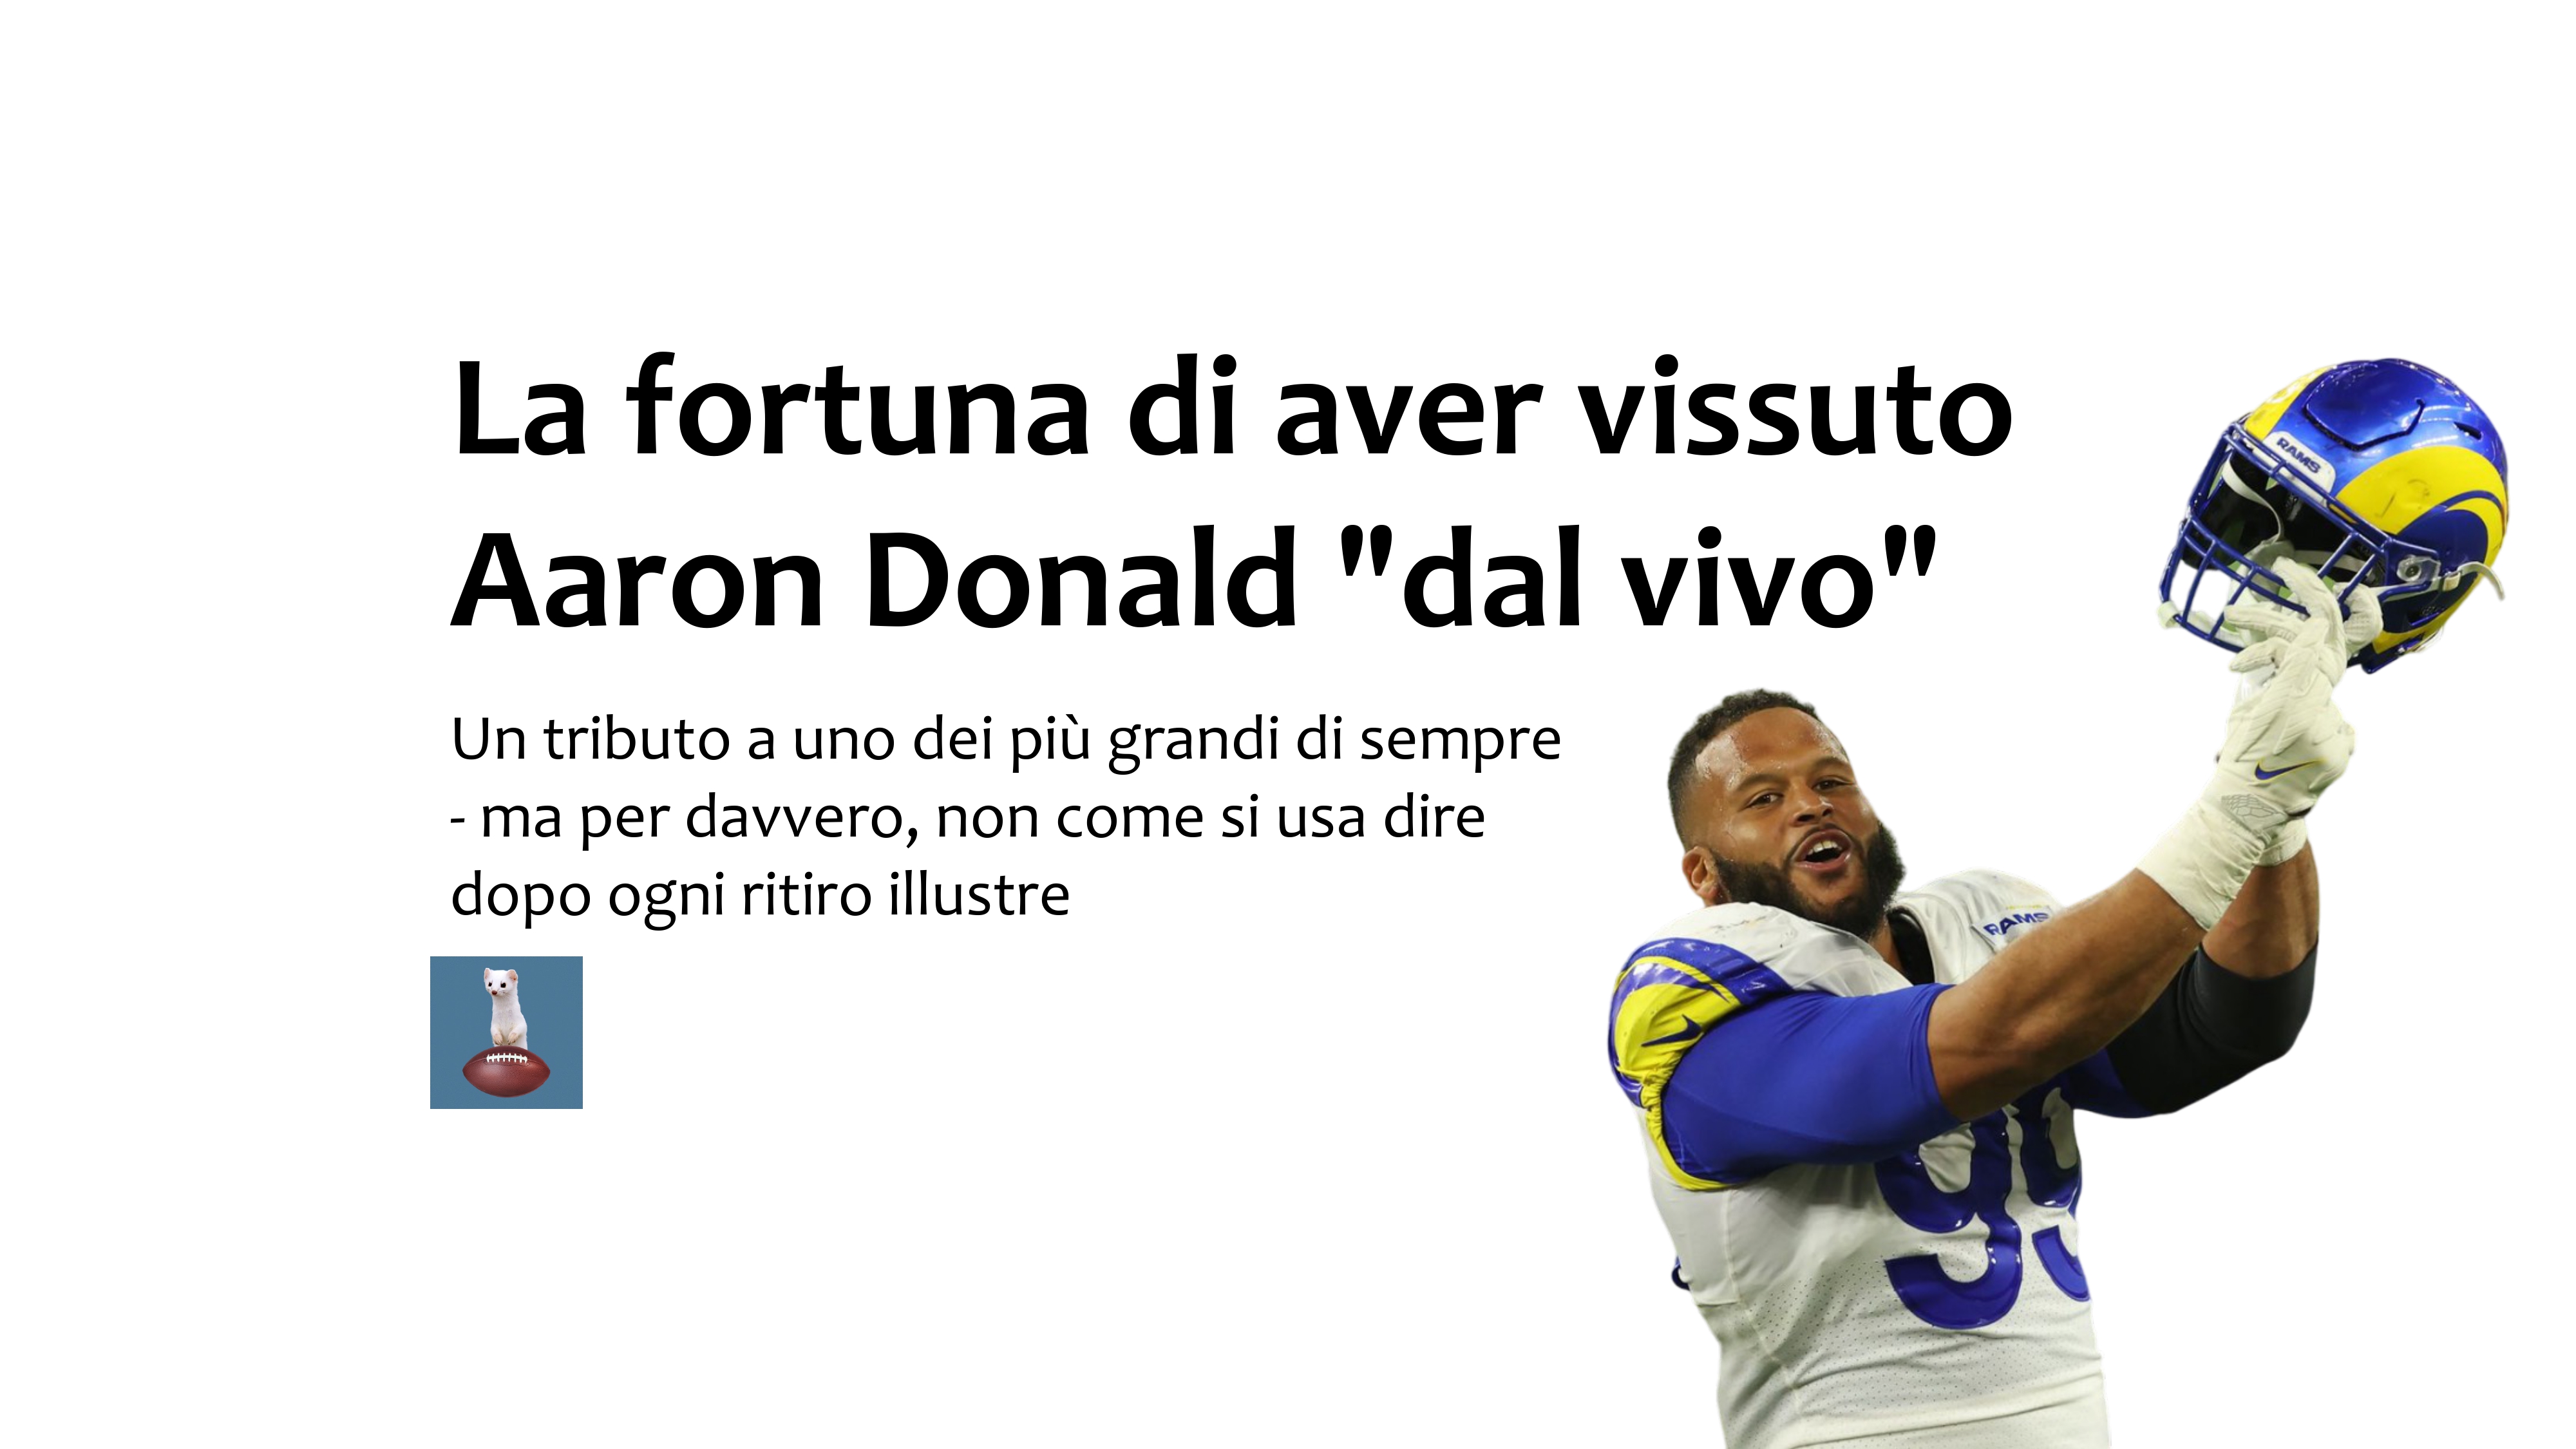 La fortuna di aver vissuto
Aaron Donald "dal vivo"
Un tributo a uno dei più grandi di sempre
- ma per davvero, non come si usa dire
dopo ogni ritiro illustre
RAMS
RAMS
99